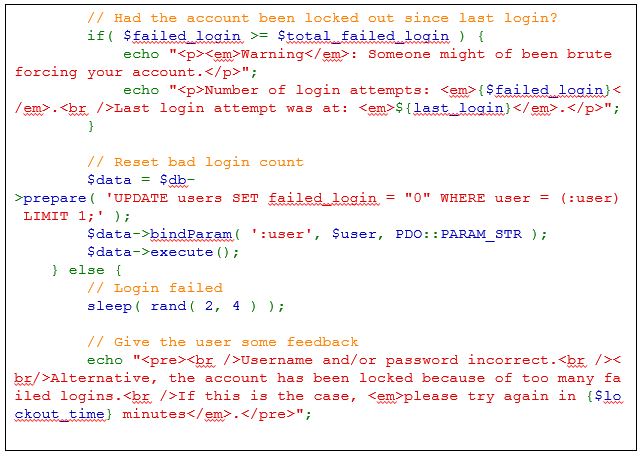 // Had the account been locked out since last login?
if( $failed_login >= $total_failed_login ) {
echo "<p><em>Warning</em>: Someone might of been brute
forcing your account.</p>";
echo "<p>Number of login attempts: <em>{$failed_login}<
/em>.<br />Last login attempt was at: <em>${last_login}</em>.</p>";
}
// Reset bad login count
$data = $db-
>prepare( 'UPDATE users SET failed_login = "0" WHERE user = (:user)
LIMIT 1;' );
$data->bindParam( ':user', $user, PDO::PARAM_STR );
$data->execute();
} else {
// Login failed
sleep( rand( 2, 4 ) );
// Give the user some feedback
echo "<pre><br />Username and/or password incorrect.<br /><
br/>Alternative, the account has been locked because of too many fa
iled logins.<br />If this is the case, <em>please try again in {$lo
ckout_time} minutes</em>.</pre>";